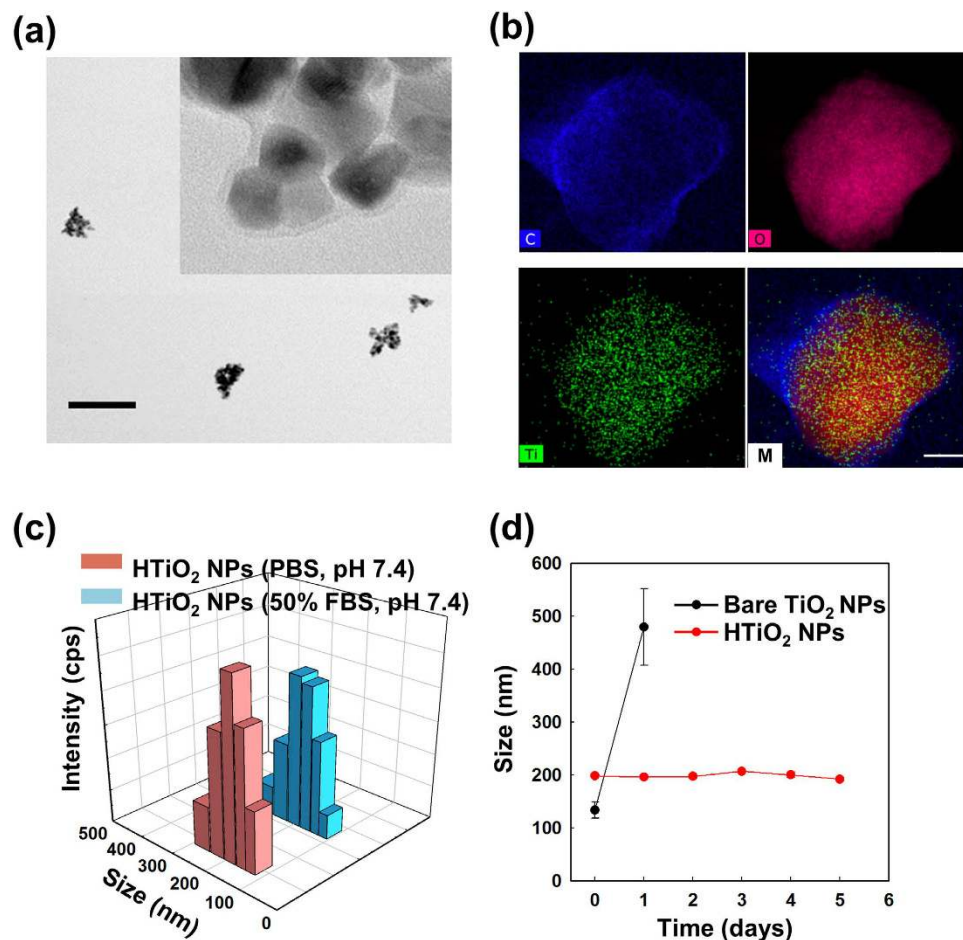 (a)
(b)
C
O
Ti
M
(c)
HTiO₂ NPs (PBS, pH 7.4)
HTiO₂ NPs (50% FBS, pH 7.4)
Intensity (cps)
500
400
300
200
100
0
Size (nm)
(d)
600
500
400
300
200
100
0
Size (nm)
Bare TiO₂ NPs
HTiO₂ NPs
0 1 2 3 4 5 6
Time (days)